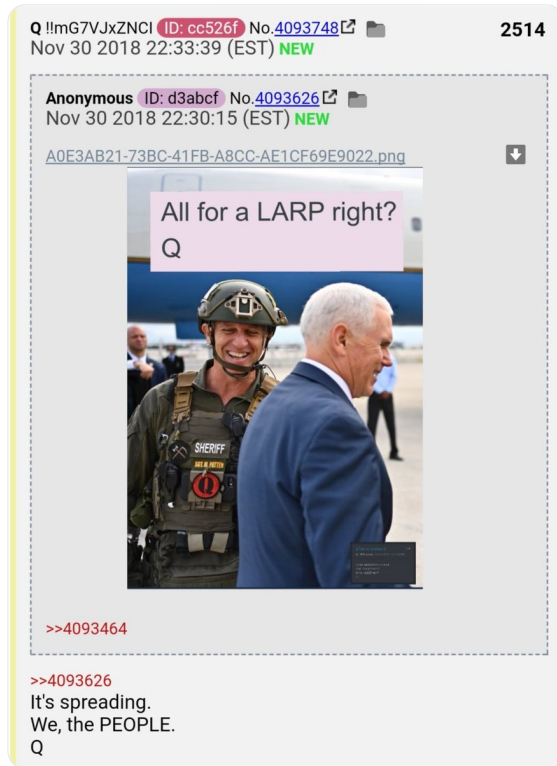 Q !!mG7VJxZNCI ID: cc526f No.4093748 2514
Nov 30 2018 22:33:39 (EST) NEW
Anonymous ID: d3abcf No.4093626
Nov 30 2018 22:30:15 (EST) NEW
A0E3AB21-73BC-41FB-A8CC-AE1CF69E9022.png
All for a LARP right?
Q
SHERIFF
SGT. M. PATTEN
Q
>>4093464
>>4093626
It's spreading.
We, the PEOPLE.
Q